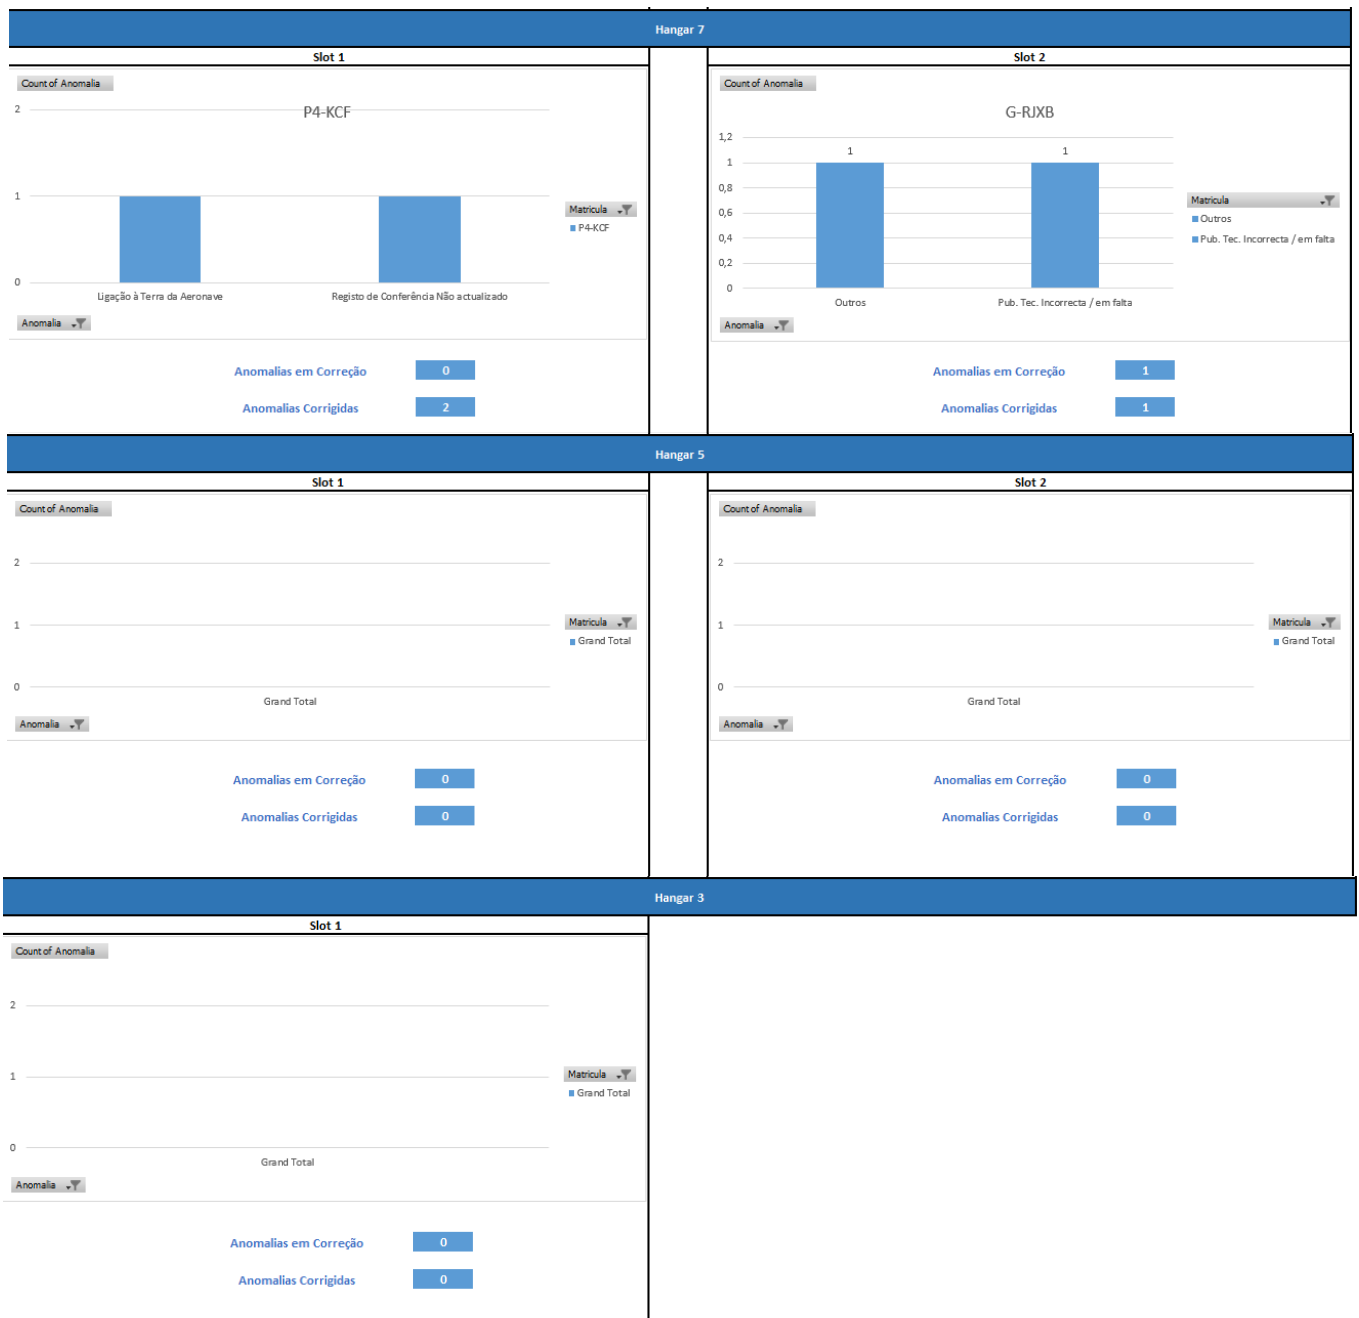 Hangar 7
Slot 1
Count of Anomalia
P4-KCF
2
1
0
Ligação à Terra da Aeronave
Registo de Conferência Não actualizado
Matricula
P4-KCF
Anomalia
Anomalias em Correção 0
Anomalias Corrigidas 2
Slot 2
Count of Anomalia
G-RJXB
1,2
1
0,8
0,6
0,4
0,2
0
1
1
Outros
Pub. Tec. Incorrecta / em falta
Matricula
Outros
Pub. Tec. Incorrecta / em falta
Anomalia
Anomalias em Correção 1
Anomalias Corrigidas 1
Hangar 5
Slot 1
Count of Anomalia
2
1
0
Grand Total
Matricula
Grand Total
Anomalia
Anomalias em Correção 0
Anomalias Corrigidas 0
Slot 2
Count of Anomalia
2
1
0
Grand Total
Matricula
Grand Total
Anomalia
Anomalias em Correção 0
Anomalias Corrigidas 0
Hangar 3
Slot 1
Count of Anomalia
2
1
0
Grand Total
Matricula
Grand Total
Anomalia
Anomalias em Correção 0
Anomalias Corrigidas 0